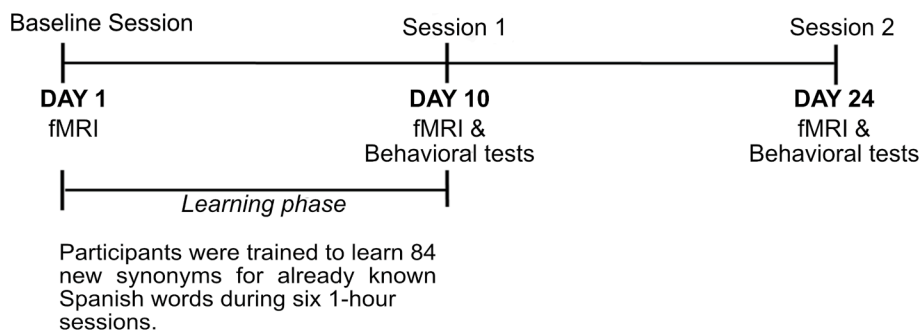 Baseline Session
Session 1
Session 2
DAY 1
DAY 10
DAY 24
fMRI
fMRI &
Behavioral tests
fMRI &
Behavioral tests
Learning phase
Participants were trained to learn 84
new synonyms for already known
Spanish words during six 1-hour
sessions.